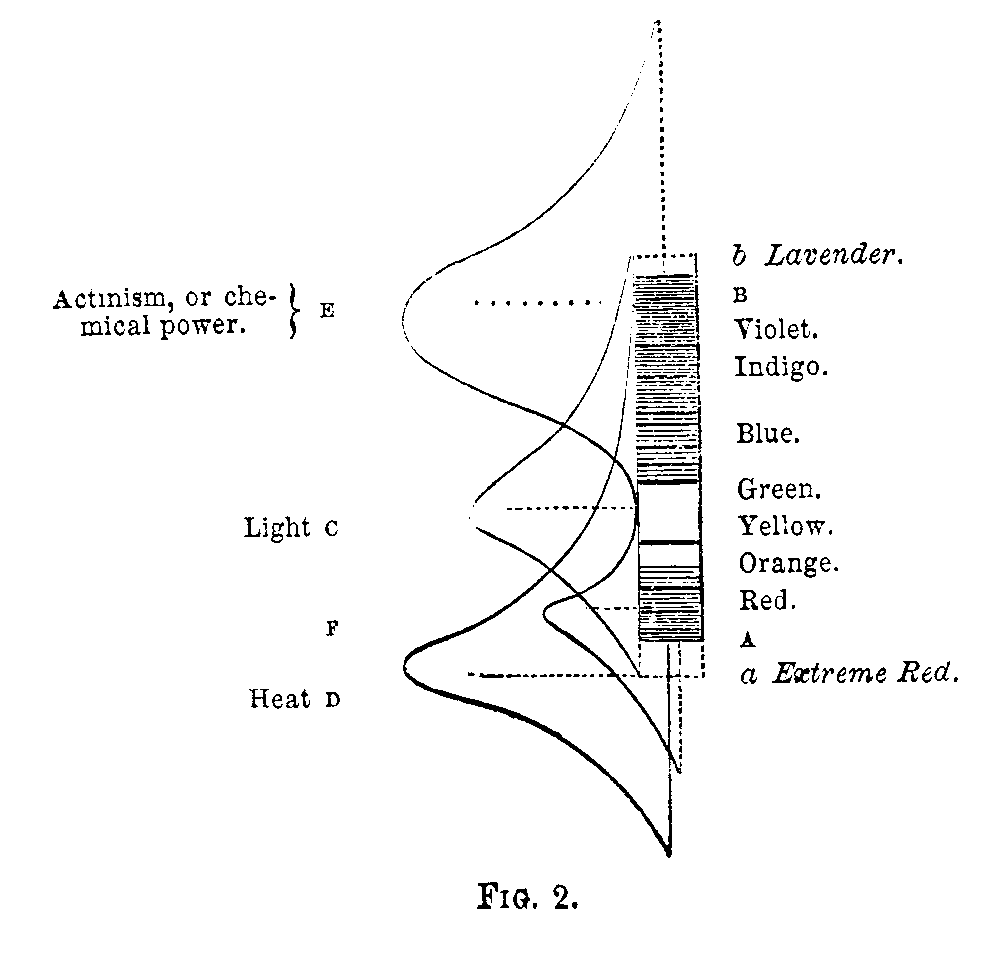 b Lavender.
Actinism, or che- } E
mical power.
B
Violet.
Indigo.
Blue.
Green.
Light C
Yellow.
Orange.
Red.
F
A
a Extreme Red.
Heat D
FIG. 2.